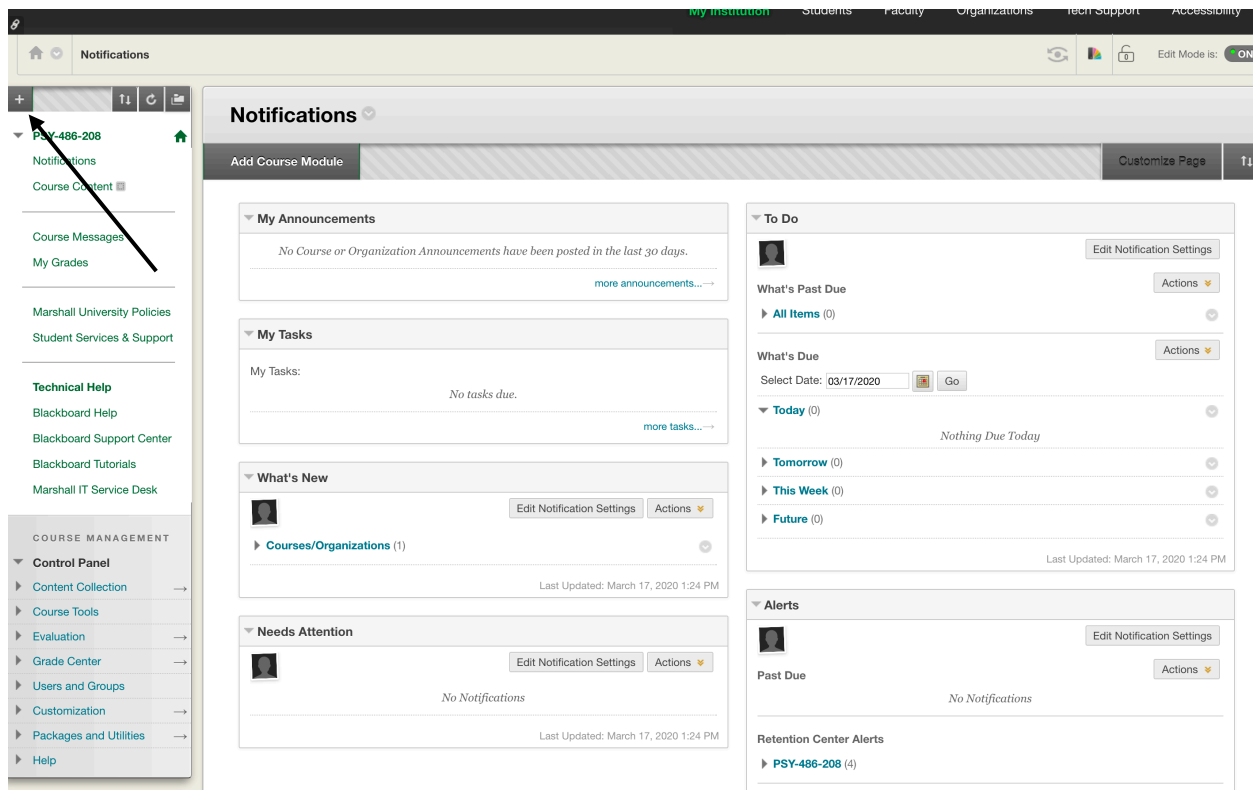 My Institution Students Faculty Organizations Tech Support Accessibility
Notifications
Edit Mode is: ON
PSY-486-208
Notifications
Course Content
Course Messages
My Grades
Marshall University Policies
Student Services & Support
Technical Help
Blackboard Help
Blackboard Support Center
Blackboard Tutorials
Marshall IT Service Desk
COURSE MANAGEMENT
Control Panel
Content Collection
Course Tools
Evaluation
Grade Center
Users and Groups
Customization
Packages and Utilities
Help
Notifications
Add Course Module
Customize Page
My Announcements
No Course or Organization Announcements have been posted in the last 30 days.
more announcements...→
My Tasks
My Tasks:
No tasks due.
more tasks...→
What's New
Edit Notification Settings Actions
Courses/Organizations (1)
Last Updated: March 17, 2020 1:24 PM
Needs Attention
Edit Notification Settings Actions
No Notifications
Last Updated: March 17, 2020 1:24 PM
To Do
Edit Notification Settings
What's Past Due
Actions
All Items (0)
What's Due
Actions
Select Date: 03/17/2020 Go
Today (0)
Nothing Due Today
Tomorrow (0)
This Week (0)
Future (0)
Last Updated: March 17, 2020 1:24 PM
Alerts
Edit Notification Settings
Past Due
Actions
No Notifications
Retention Center Alerts
PSY-486-208 (4)